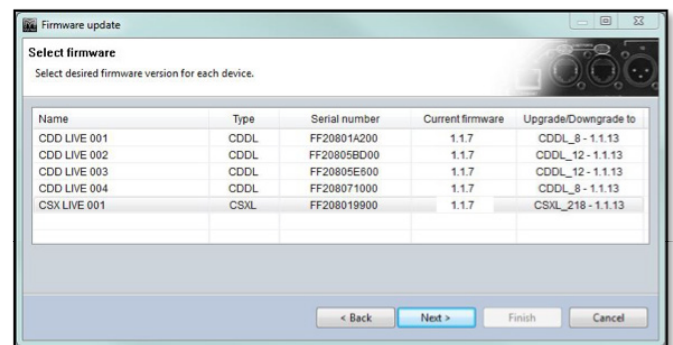 Firmware update
Select firmware
Select desired firmware version for each device.
Name Type Serial number Current firmware Upgrade/Downgrade to
CDD LIVE 001 CDDL FF20801A200 1.1.7 CDDL_8 - 1.1.13
CDD LIVE 002 CDDL FF20805BD00 1.1.7 CDDL_12 - 1.1.13
CDD LIVE 003 CDDL FF20805E600 1.1.7 CDDL_12 - 1.1.13
CDD LIVE 004 CDDL FF208071000 1.1.7 CDDL_8 - 1.1.13
CSX LIVE 001 CSXL FF208019900 1.1.7 CSXL_218 - 1.1.13
< Back Next > Finish Cancel